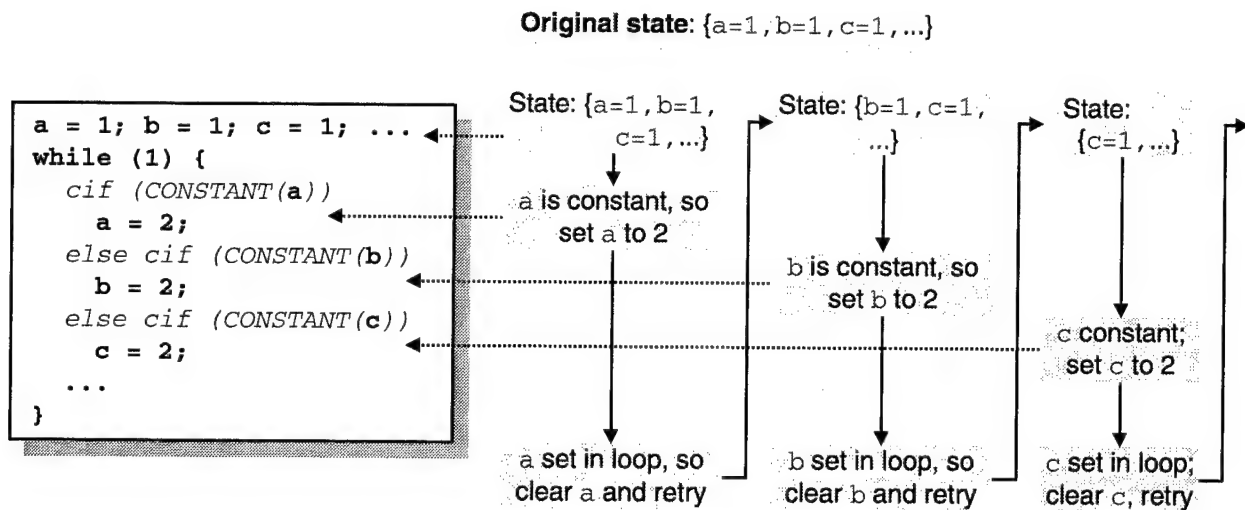 Original state: {a=1,b=1,c=1,...}
a = 1; b = 1; c = 1; ...
while (1) {
cif (CONSTANT(a))
a = 2;
else cif (CONSTANT(b))
b = 2;
else cif (CONSTANT(c))
c = 2;
...
}
State: {a=1,b=1,
c=1,...}
a is constant, so
set a to 2
a set in loop, so
clear a and retry
State: {b=1,c=1,
...}
b is constant, so
set b to 2
b set in loop, so
clear b and retry
State:
{c=1,...}
c constant;
set c to 2
c set in loop;
clear c, retry